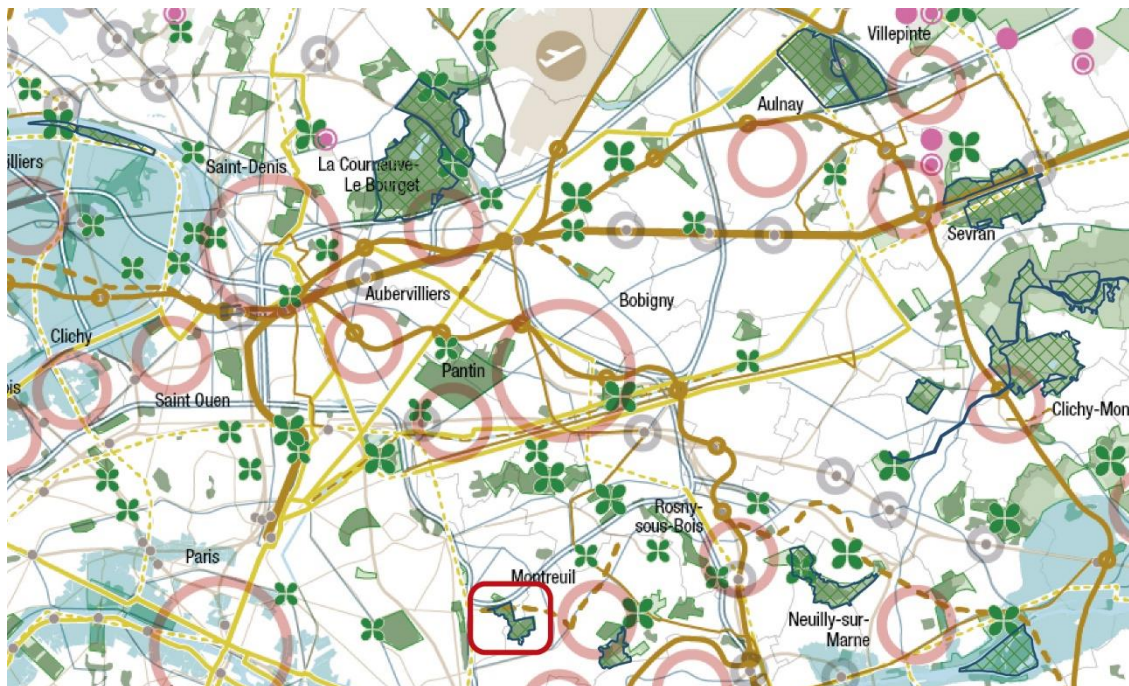 Villepinte
Aulnay
illiers
Saint-Denis
La Courneuve-
Le Bourget
Sevran
Aubervilliers
Bobigny
Clichy
Pantin
Saint Ouen
Clichy-Mon
is
Rosny-
sous-Bois
Paris
Montreuil
Neuilly-sur-
Marne